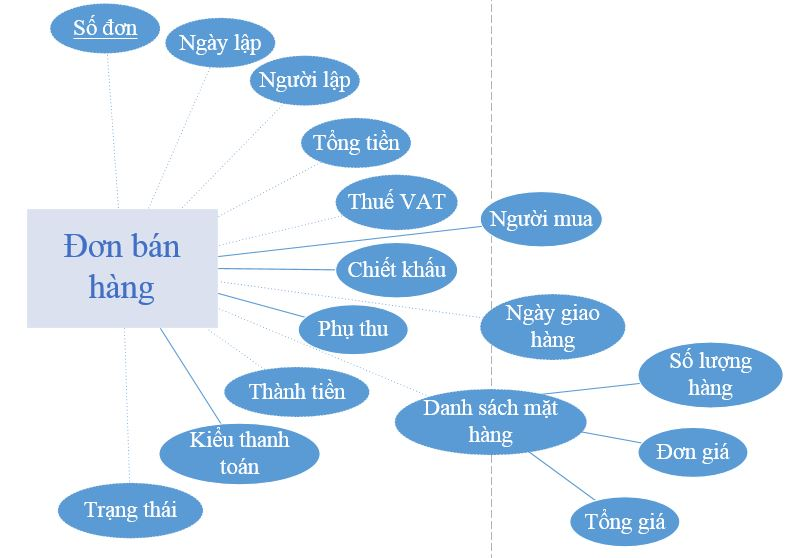 Số đơn
Ngày lập
Người lập
Tổng tiền
Thuế VAT
Người mua
Đơn bán
hàng
Chiết khấu
Ngày giao
hàng
Phụ thu
Số lượng
hàng
Thành tiền
Danh sách mặt
hàng
Kiểu thanh
toán
Đơn giá
Trạng thái
Tổng giá